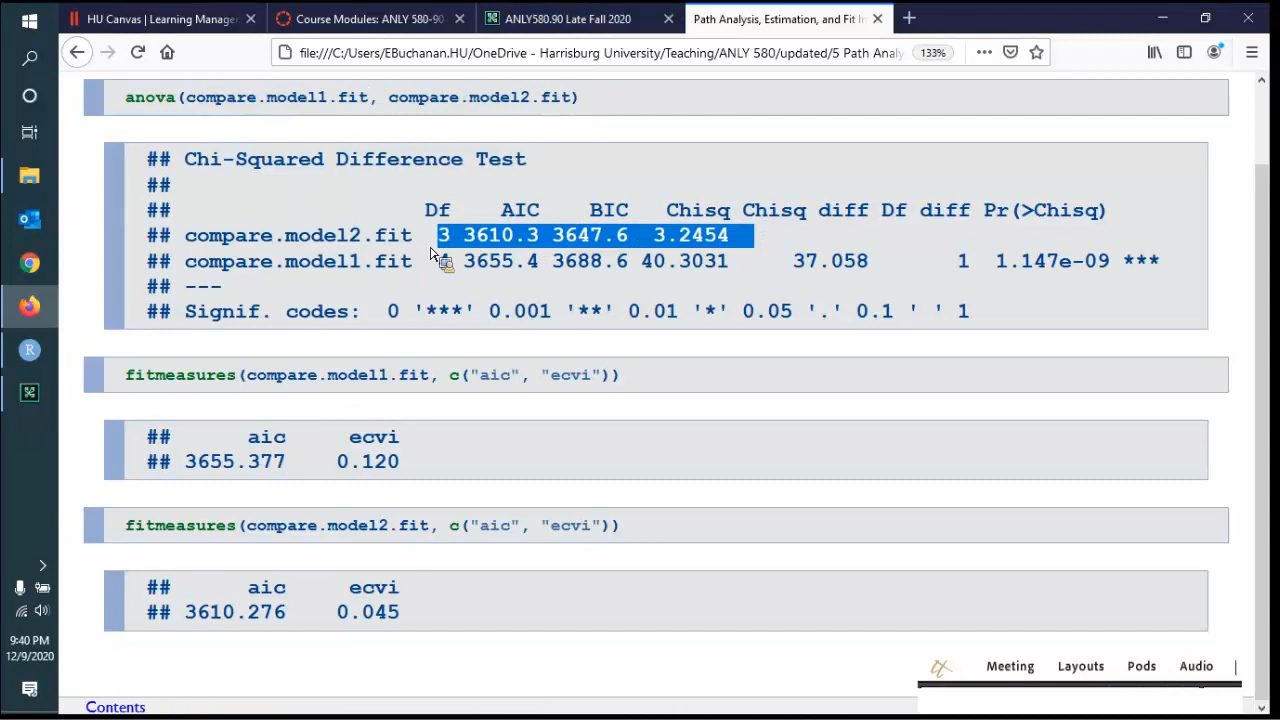 HU Canvas | Learning Manage
Course Modules: ANLY 580-90-
ANLY580.90 Late Fall 2020
Path Analysis, Estimation, and Fit In
file:///C:/Users/EBuchanan.HU/OneDrive - Harrisburg University/Teaching/ANLY 580/updated/5 Path Analy
133%
anova(compare.model1.fit, compare.model2.fit)
## Chi-Squared Difference Test
##
## Df AIC BIC Chisq Chisq diff Df diff Pr(>Chisq)
## compare.model2.fit 3 3610.3 3647.6 3.2454
## compare.model1.fit 3655.4 3688.6 40.3031 37.058 1 1.147e-09 ***
## ---
## Signif. codes: 0 '***' 0.001 '**' 0.01 '*' 0.05 '.' 0.1 ' ' 1
fitmeasures(compare.model1.fit, c("aic", "ecvi"))
## aic ecvi
## 3655.377 0.120
fitmeasures(compare.model2.fit, c("aic", "ecvi"))
## aic ecvi
## 3610.276 0.045
9:40 PM
12/9/2020
Meeting Layouts Pods Audio
Contents